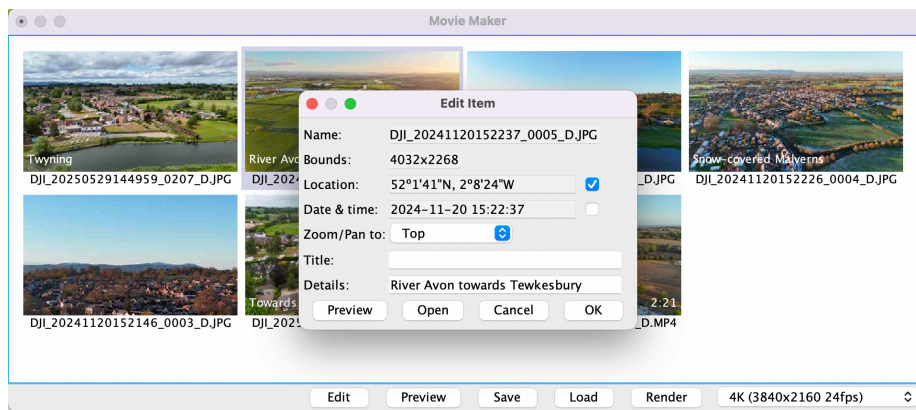 Movie Maker
Twyning
DJI_20250529144959_0207_D.JPG
River Avo
DJI_2024
_D.JPG
Snow-covered Malverns
DJI_20241120152226_0004_D.JPG
DJI_20241120152146_0003_D.JPG
Towards
DJI_2025
2:21
_D.MP4
Edit Item
Name: DJI_20241120152237_0005_D.JPG
Bounds: 4032x2268
Location: 52°1'41"N, 2°8'24"W
Date & time: 2024-11-20 15:22:37
Zoom/Pan to: Top
Title:
Details: River Avon towards Tewkesbury
Preview Open Cancel OK
Edit Preview Save Load Render 4K (3840x2160 24fps)